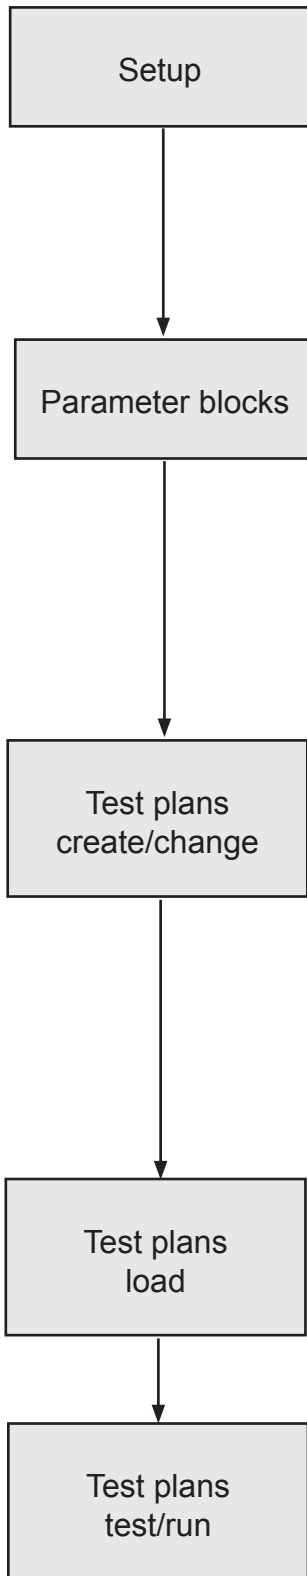 Setup
Parameter blocks
Test plans
create/change
Test plans
load
Test plans
test/run